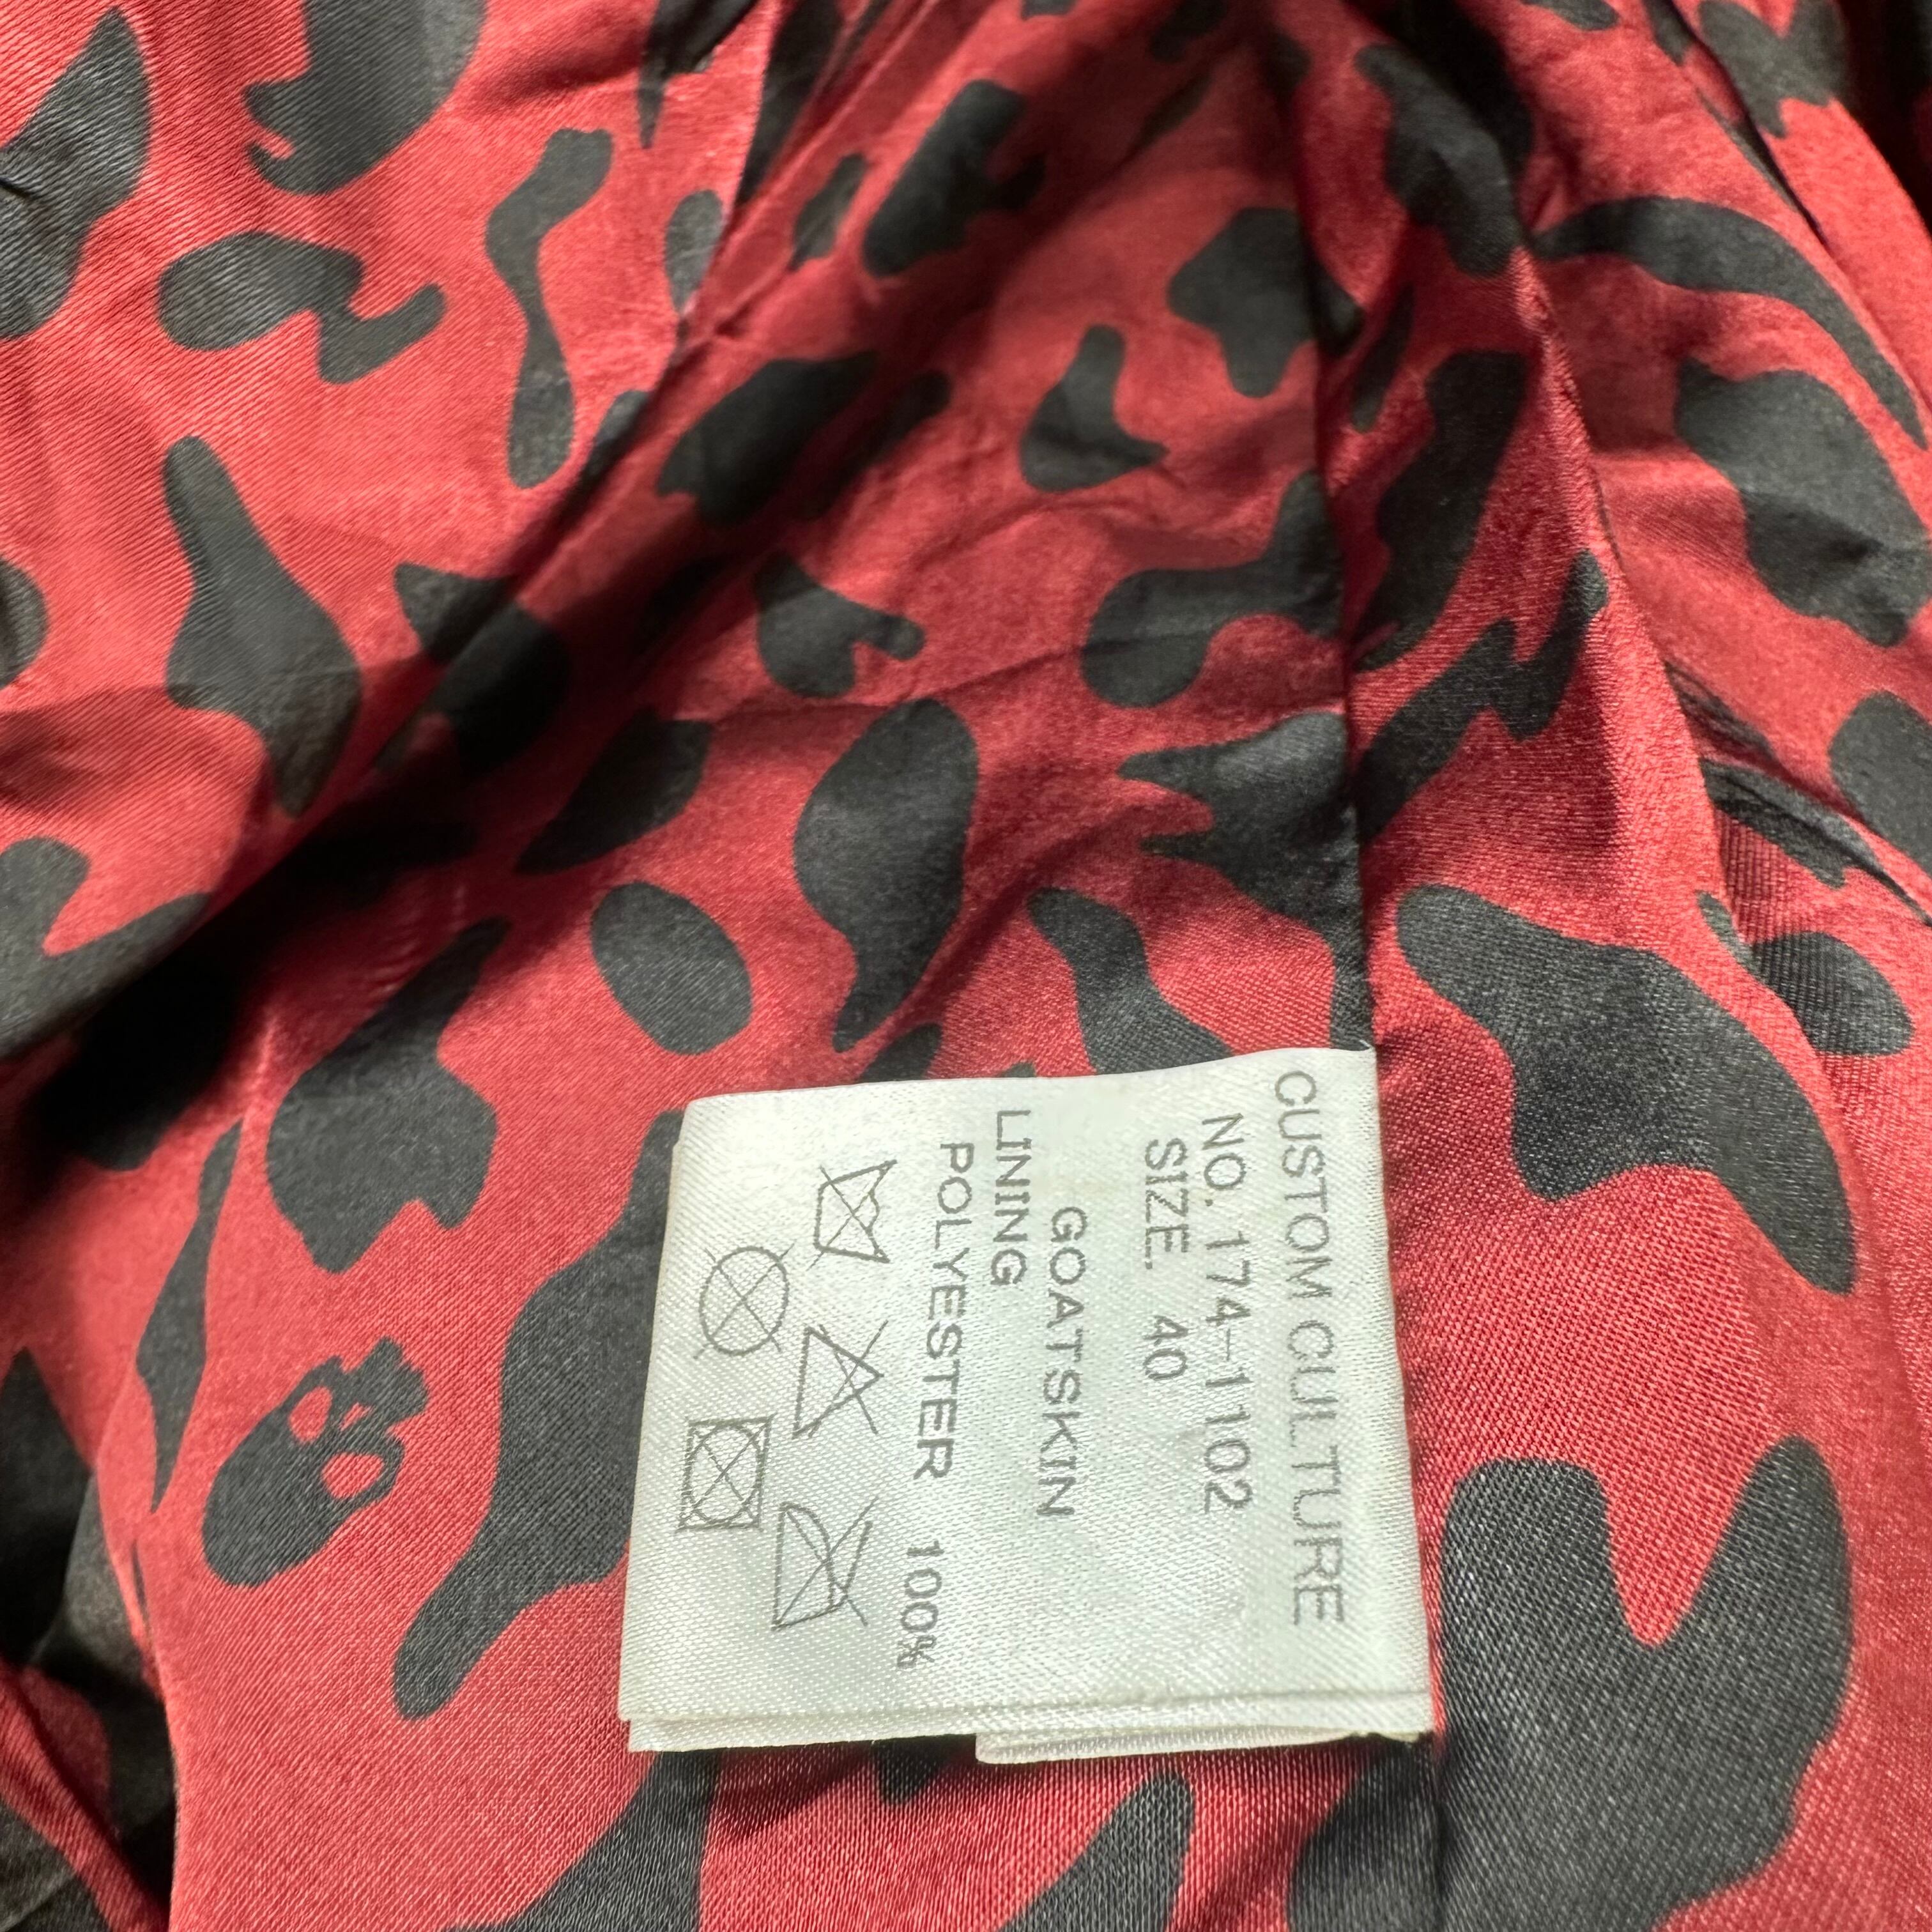 CUSTOM CULTURE
NO. 174-1102
SIZE. 40
GOATSKIN
LINING
POLYESTER 100%